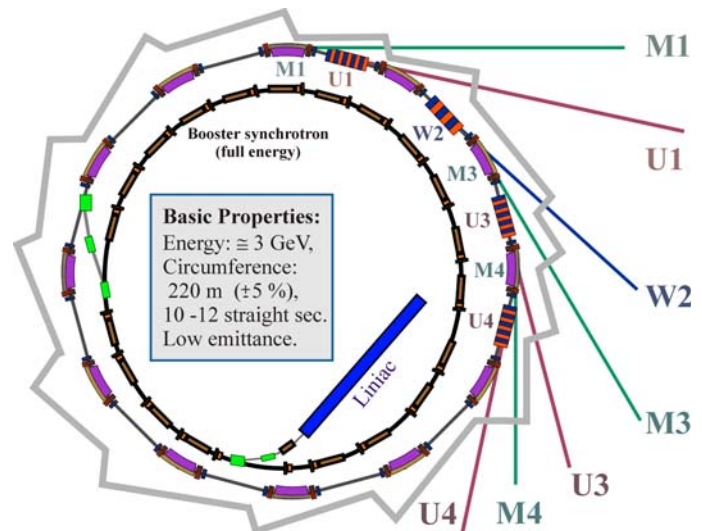 M1
M1
U1
Booster synchrotron
(full energy)
W2
U1
M3
Basic Properties:
Energy: ≅ 3 GeV,
Circumference:
220 m (±5 %),
10 -12 straight sec.
Low emittance.
U3
M4
W2
U4
Liniac
M3
U3
M4
U4